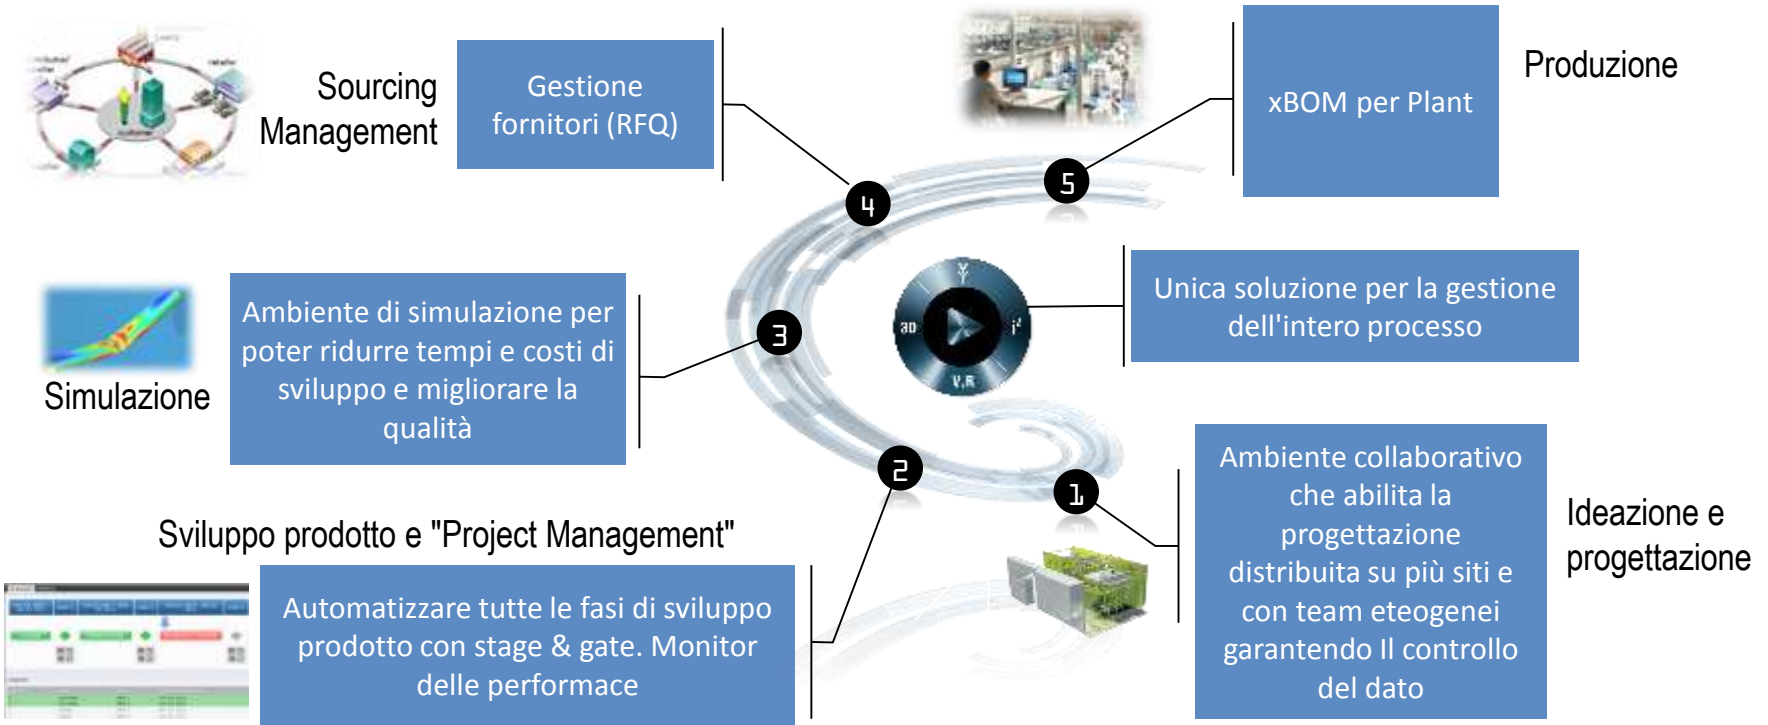 Sourcing
Management
Gestione
fornitori (RFQ)
4
5
xBOM per Plant
Produzione
Simulazione
Ambiente di simulazione per
poter ridurre tempi e costi di
sviluppo e migliorare la
qualità
3
3D
i²
V,R
Unica soluzione per la gestione
dell'intero processo
2
1
Sviluppo prodotto e "Project Management"
Automatizzare tutte le fasi di sviluppo
prodotto con stage & gate. Monitor
delle performace
Ambiente collaborativo
che abilita la
progettazione
distribuita su più siti e
con team eteogenei
garantendo Il controllo
del dato
Ideazione e
progettazione